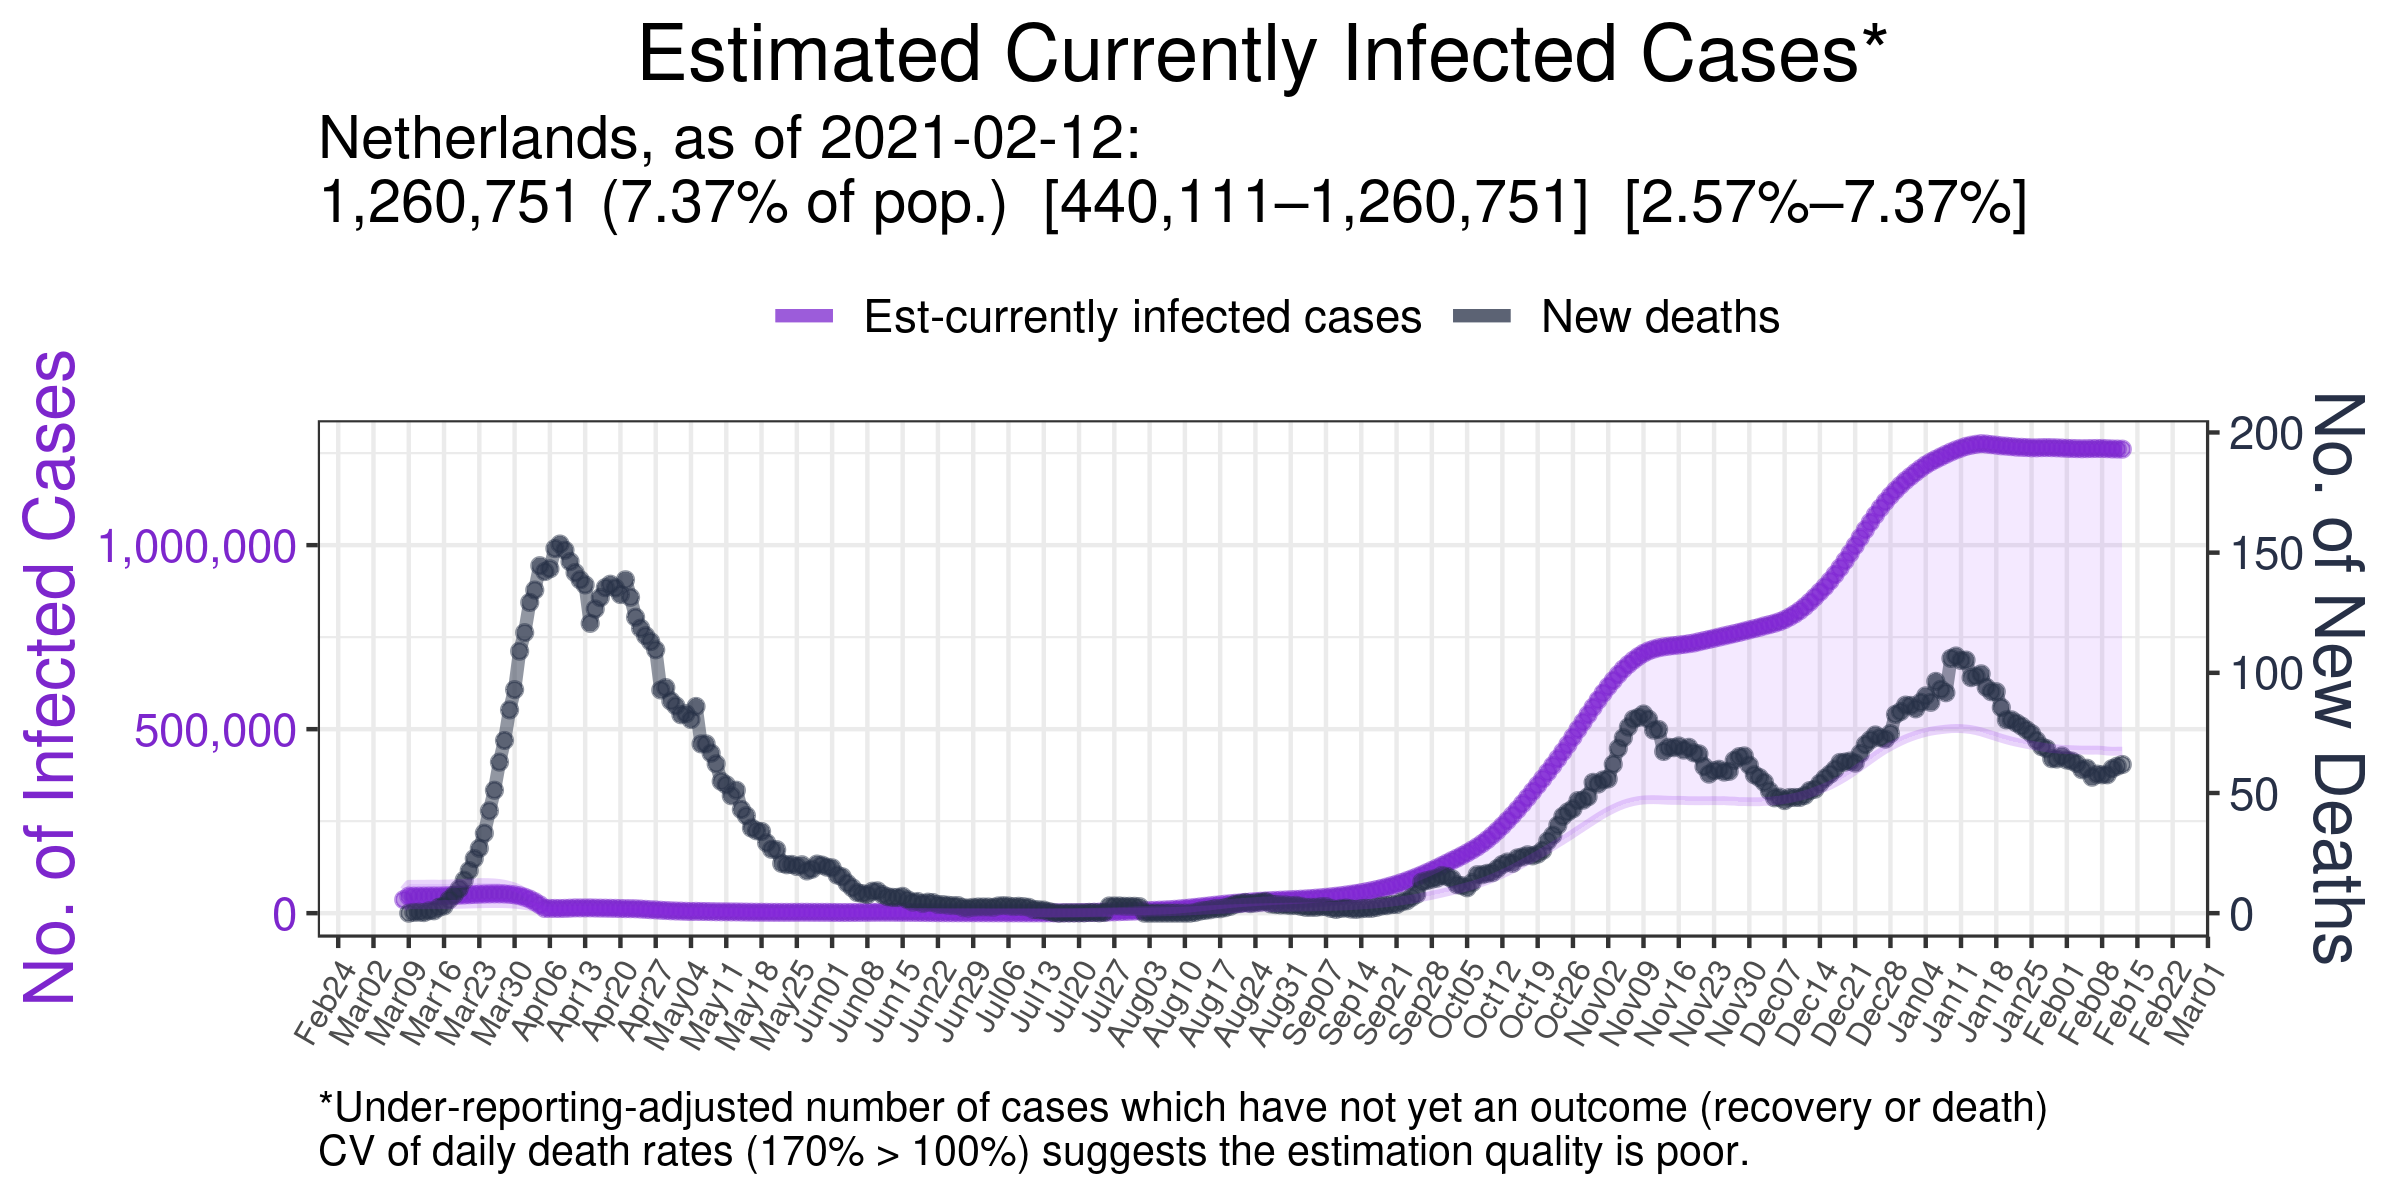 Estimated Currently Infected Cases*
Netherlands, as of 2021-02-12:
1,260,751 (7.37% of pop.) [440,111–1,260,751] [2.57%–7.37%]
Est-currently infected cases
New deaths
No. of Infected Cases
1,000,000
500,000
0
No. of New Deaths
200
150
100
50
0
Feb24
Mar02
Mar09
Mar16
Mar23
Mar30
Apr06
Apr13
Apr20
Apr27
May04
May11
May18
May25
Jun01
Jun08
Jun15
Jun22
Jun29
Jul06
Jul13
Jul20
Jul27
Aug03
Aug10
Aug17
Aug24
Aug31
Sep07
Sep14
Sep21
Sep28
Oct05
Oct12
Oct19
Oct26
Nov02
Nov09
Nov16
Nov23
Nov30
Dec07
Dec14
Dec21
Dec28
Jan04
Jan11
Jan18
Jan25
Feb01
Feb08
Feb15
Feb22
Mar01
*Under-reporting-adjusted number of cases which have not yet an outcome (recovery or death)
CV of daily death rates (170% > 100%) suggests the estimation quality is poor.